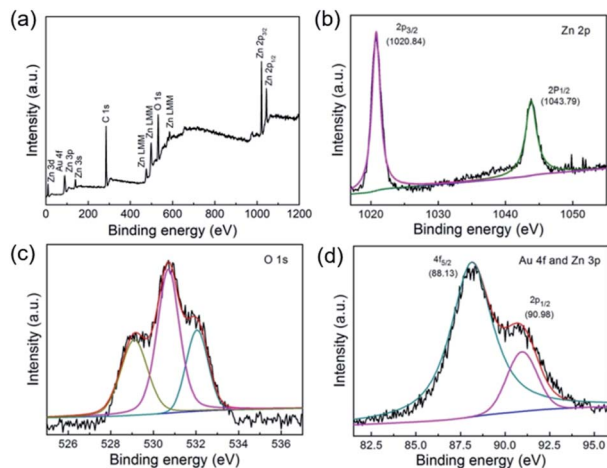 (a)
Intensity (a.u.)
Zn 3d
Au 4f
Zn 3p
Zn 3s
C 1s
Zn LMM
Zn LMM
O 1s
Zn LMM
Zn 2p3/2
Zn 2p1/2
0 200 400 600 800 1000 1200
Binding energy (eV)
(b)
Intensity (a.u.)
2p3/2
(1020.84)
Zn 2p
2P1/2
(1043.79)
1020 1030 1040 1050
Binding energy (eV)
(c)
Intensity (a.u.)
O 1s
526 528 530 532 534 536
Binding energy (eV)
(d)
Intensity (a.u.)
4f5/2
(88.13)
Au 4f and Zn 3p
2p1/2
(90.98)
82.5 85.0 87.5 90.0 92.5 95.0
Binding energy (eV)